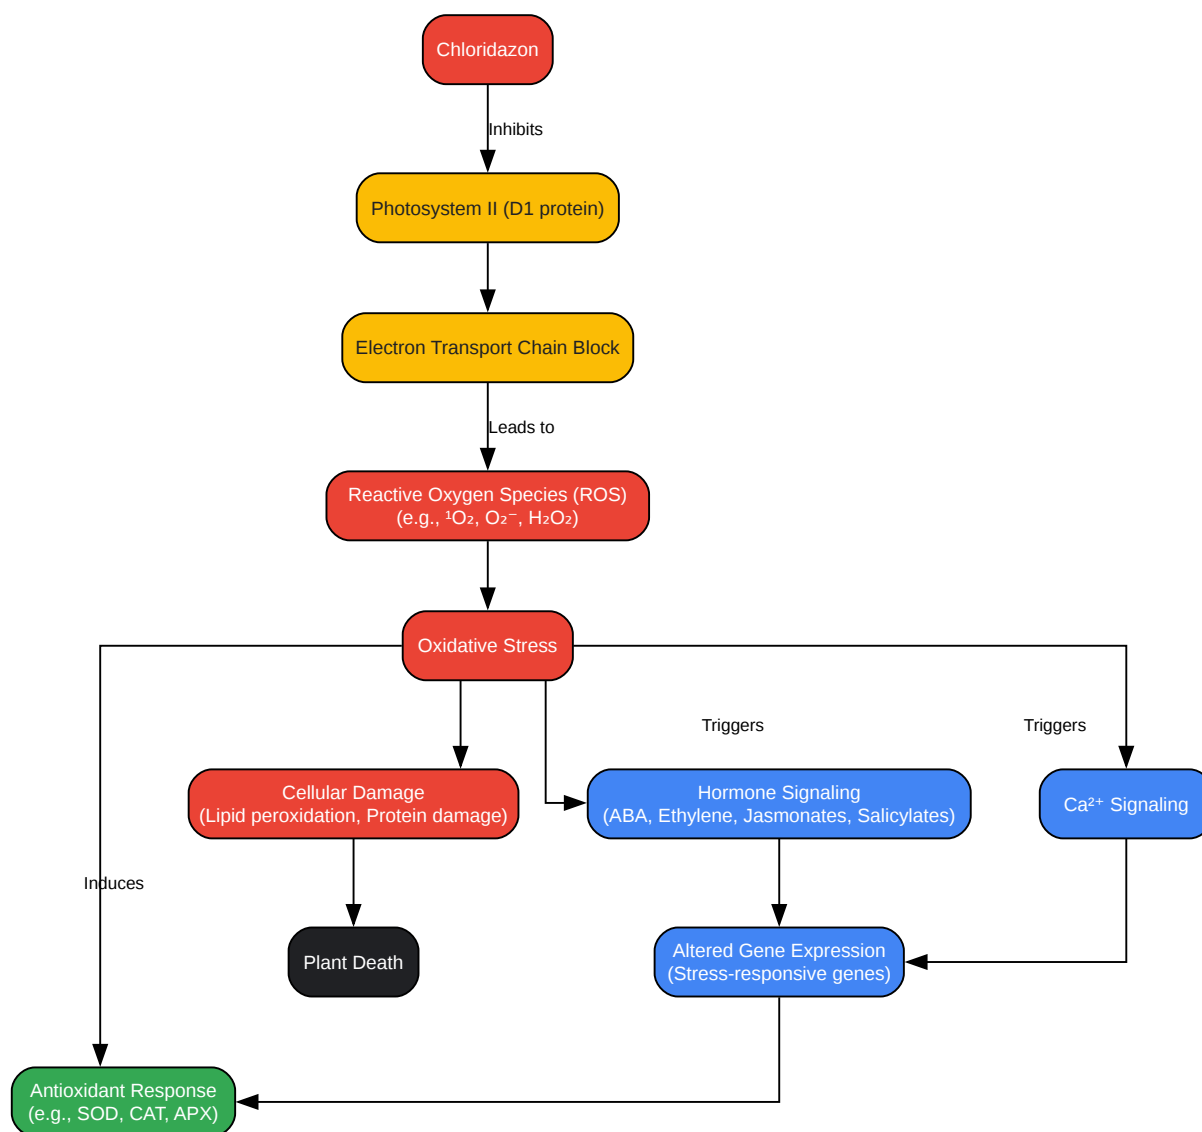 Chloridazon
Inhibits
Photosystem II (D1 protein)
Electron Transport Chain Block
Leads to
Reactive Oxygen Species (ROS)
(e.g., ¹O₂, O₂⁻, H₂O₂)
Oxidative Stress
Triggers
Triggers
Cellular Damage
(Lipid peroxidation, Protein damage)
Hormone Signaling
(ABA, Ethylene, Jasmonates, Salicylates)
Ca²⁺ Signaling
Induces
Plant Death
Altered Gene Expression
(Stress-responsive genes)
Antioxidant Response
(e.g., SOD, CAT, APX)